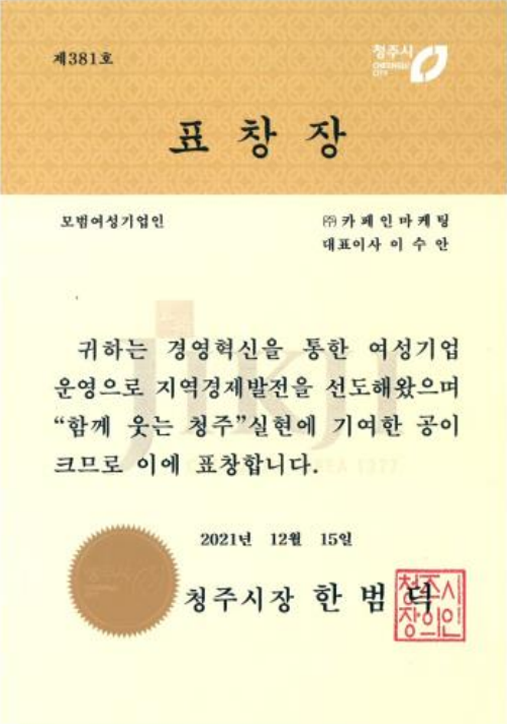 제381호
청주시
CHEONGJU
CITY
표 창 장
모범여성기업인
㈜카페인마케팅
대표이사 이 수 안
귀하는 경영혁신을 통한 여성기업
운영으로 지역경제발전을 선도해왔으며
“함께 웃는 청주”실현에 기여한 공이
크므로 이에 표창합니다.
2021년 12월 15일
청주시장 한 범 덕
청주시
장의인